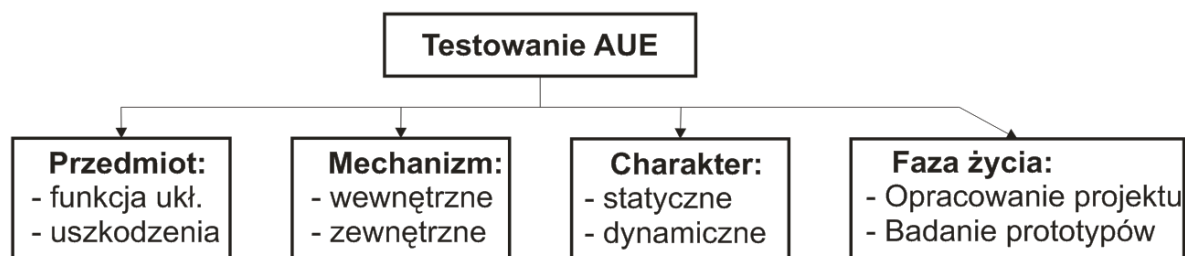 Testowanie AUE
Przedmiot:
- funkcja ukł.
- uszkodzenia
Mechanizm:
- wewnętrzne
- zewnętrzne
Charakter:
- statyczne
- dynamiczne
Faza życia:
- Opracowanie projektu
- Badanie prototypów